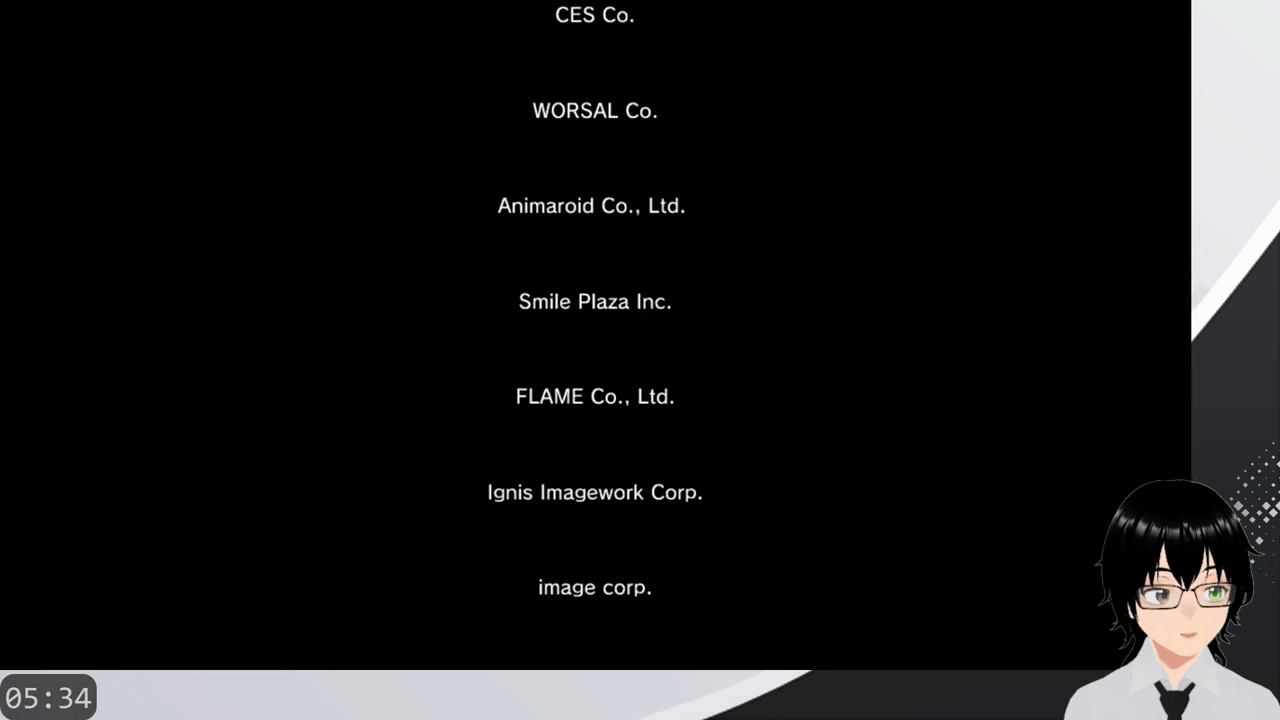 CES Co.
WORSAL Co.
Animaroid Co., Ltd.
Smile Plaza Inc.
FLAME Co., Ltd.
Ignis Imagework Corp.
image corp.
05:34